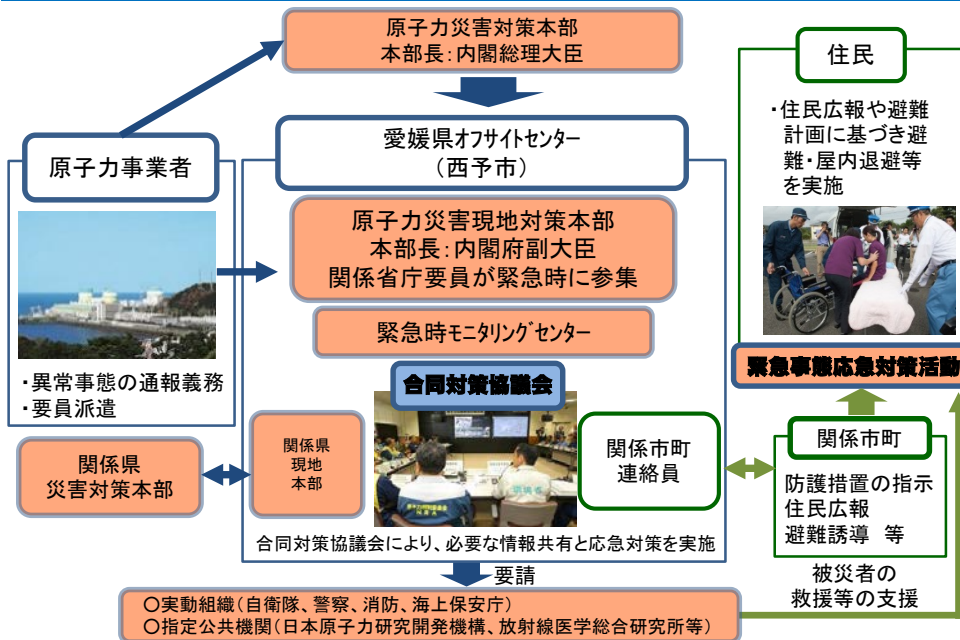 原子力災害対策本部
本部長：内閣総理大臣
住民
・住民広報や避難
計画に基づき避
難・屋内退避等
を実施
愛媛県オフサイトセンター
（西予市）
原子力事業者
原子力災害現地対策本部
本部長：内閣府副大臣
関係省庁要員が緊急時に参集
緊急時モニタリングセンター
・異常事態の通報義務
・要員派遣
合同対策協議会
緊急事態応急対策活動
関係県
災害対策本部
関係県
現地
本部
関係市町
連絡員
関係市町
防護措置の指示
住民広報
避難誘導 等
合同対策協議会により、必要な情報共有と応急対策を実施
要請
被災者の
救援等の支援
○実動組織（自衛隊、警察、消防、海上保安庁）
○指定公共機関（日本原子力研究開発機構、放射線医学総合研究所等）